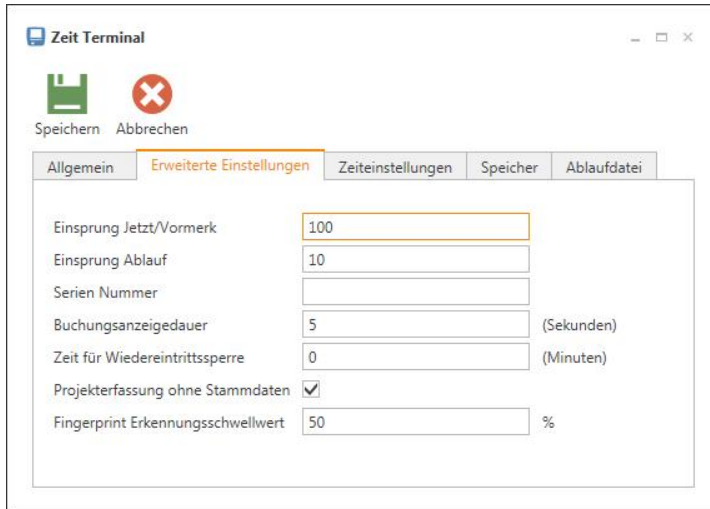 Zeit Terminal
Speichern Abbrechen
Allgemein Erweiterte Einstellungen Zeiteinstellungen Speicher Ablaufdatei
Einsprung Jetzt/Vormerk 100
Einsprung Ablauf 10
Serien Nummer
Buchungsanzeigedauer 5 (Sekunden)
Zeit für Wiedereintrittssperre 0 (Minuten)
Projekterfassung ohne Stammdaten
Fingerprint Erkennungsschwellwert 50 %